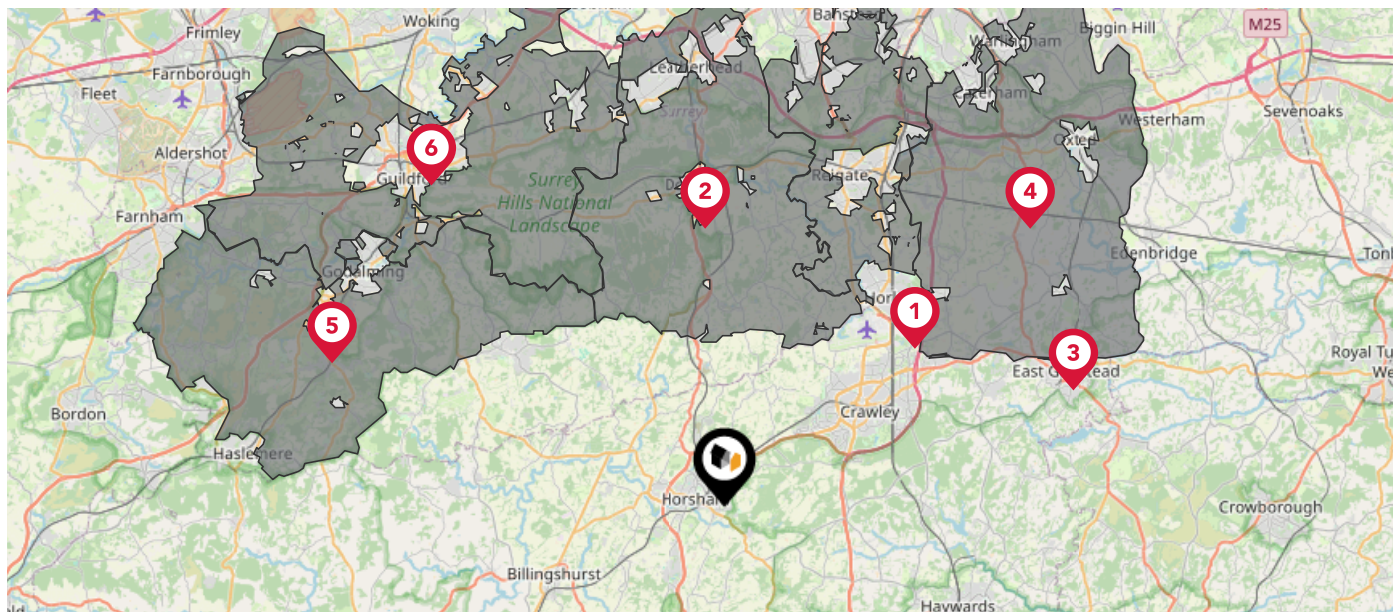 Woking
Biggin Hill
M25
Frimley
Warlingham
Farnborough
Leatherhead
Fleet
Sevenoaks
Surrey
Westerham
Oxted
Aldershot
6
Reigate
Guildford
Surrey
Hills National
Landscape
2
4
Farnham
Edenbridge
Godalming
1
5
3
Royal Tu
East Grinstead
We
Bordon
Crawley
Haslemere
Horsham
Crowborough
Billingshurst
Haywards